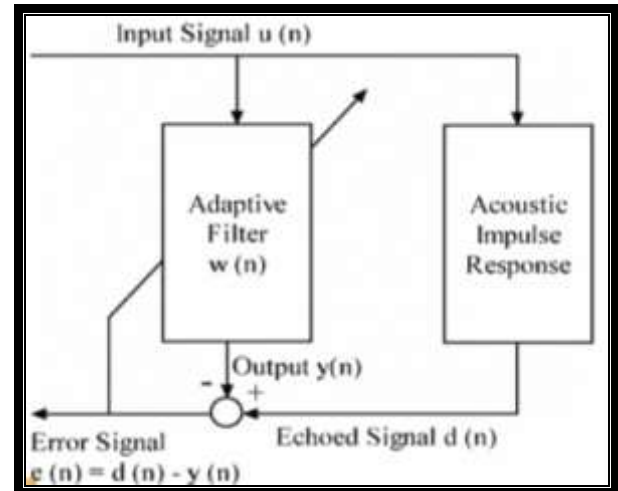 Input Signal u (n)
Adaptive
Filter
w (n)
Acoustic
Impulse
Response
Output y(n)
- +
Echoed Signal d (n)
Error Signal
e (n) = d (n) - y (n)